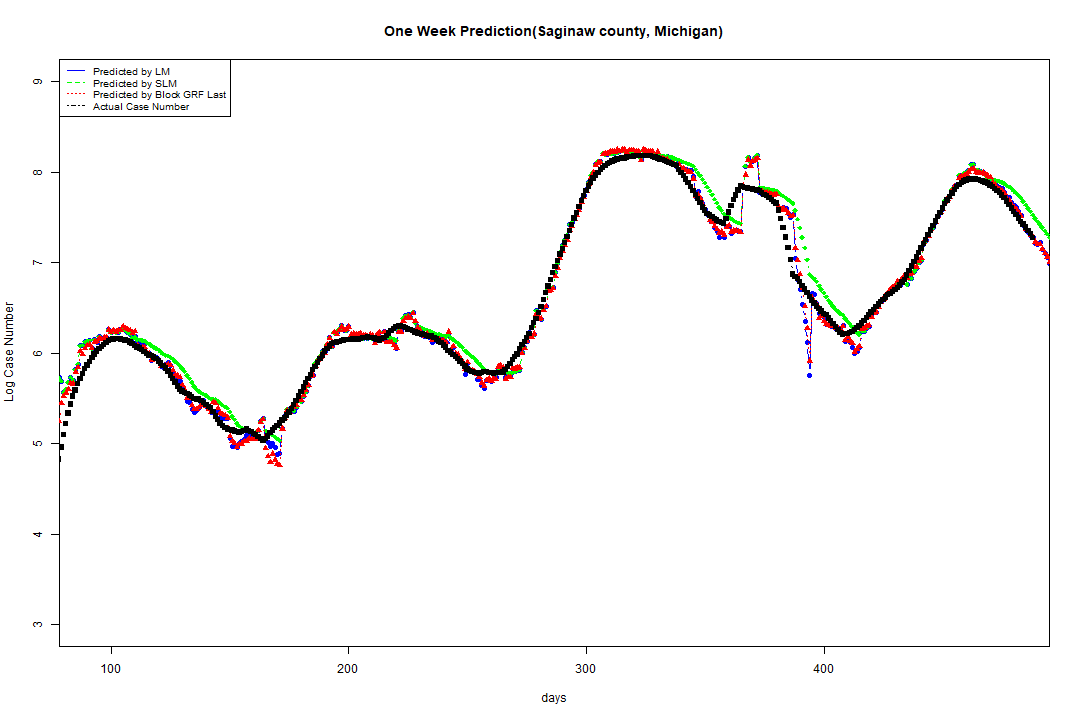 One Week Prediction(Saginaw county, Michigan)
Predicted by LM
Predicted by SLM
Predicted by Block GRF Last
Actual Case Number
9
8
7
6
5
4
3
Log Case Number
100
200
300
400
days